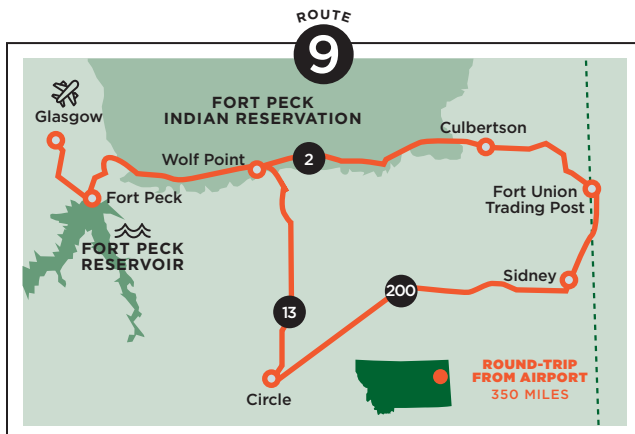 ROUTE
9
Glasgow
FORT PECK
INDIAN RESERVATION
Culbertson
Wolf Point
2
Fort Peck
Fort Union
Trading Post
FORT PECK
RESERVOIR
Sidney
200
13
ROUND-TRIP
FROM AIRPORT
350 MILES
Circle